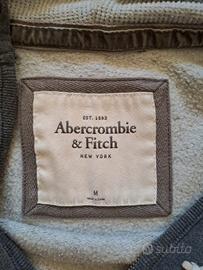 EST. 1892
Abercrombie
& Fitch
NEW YORK
M
subito